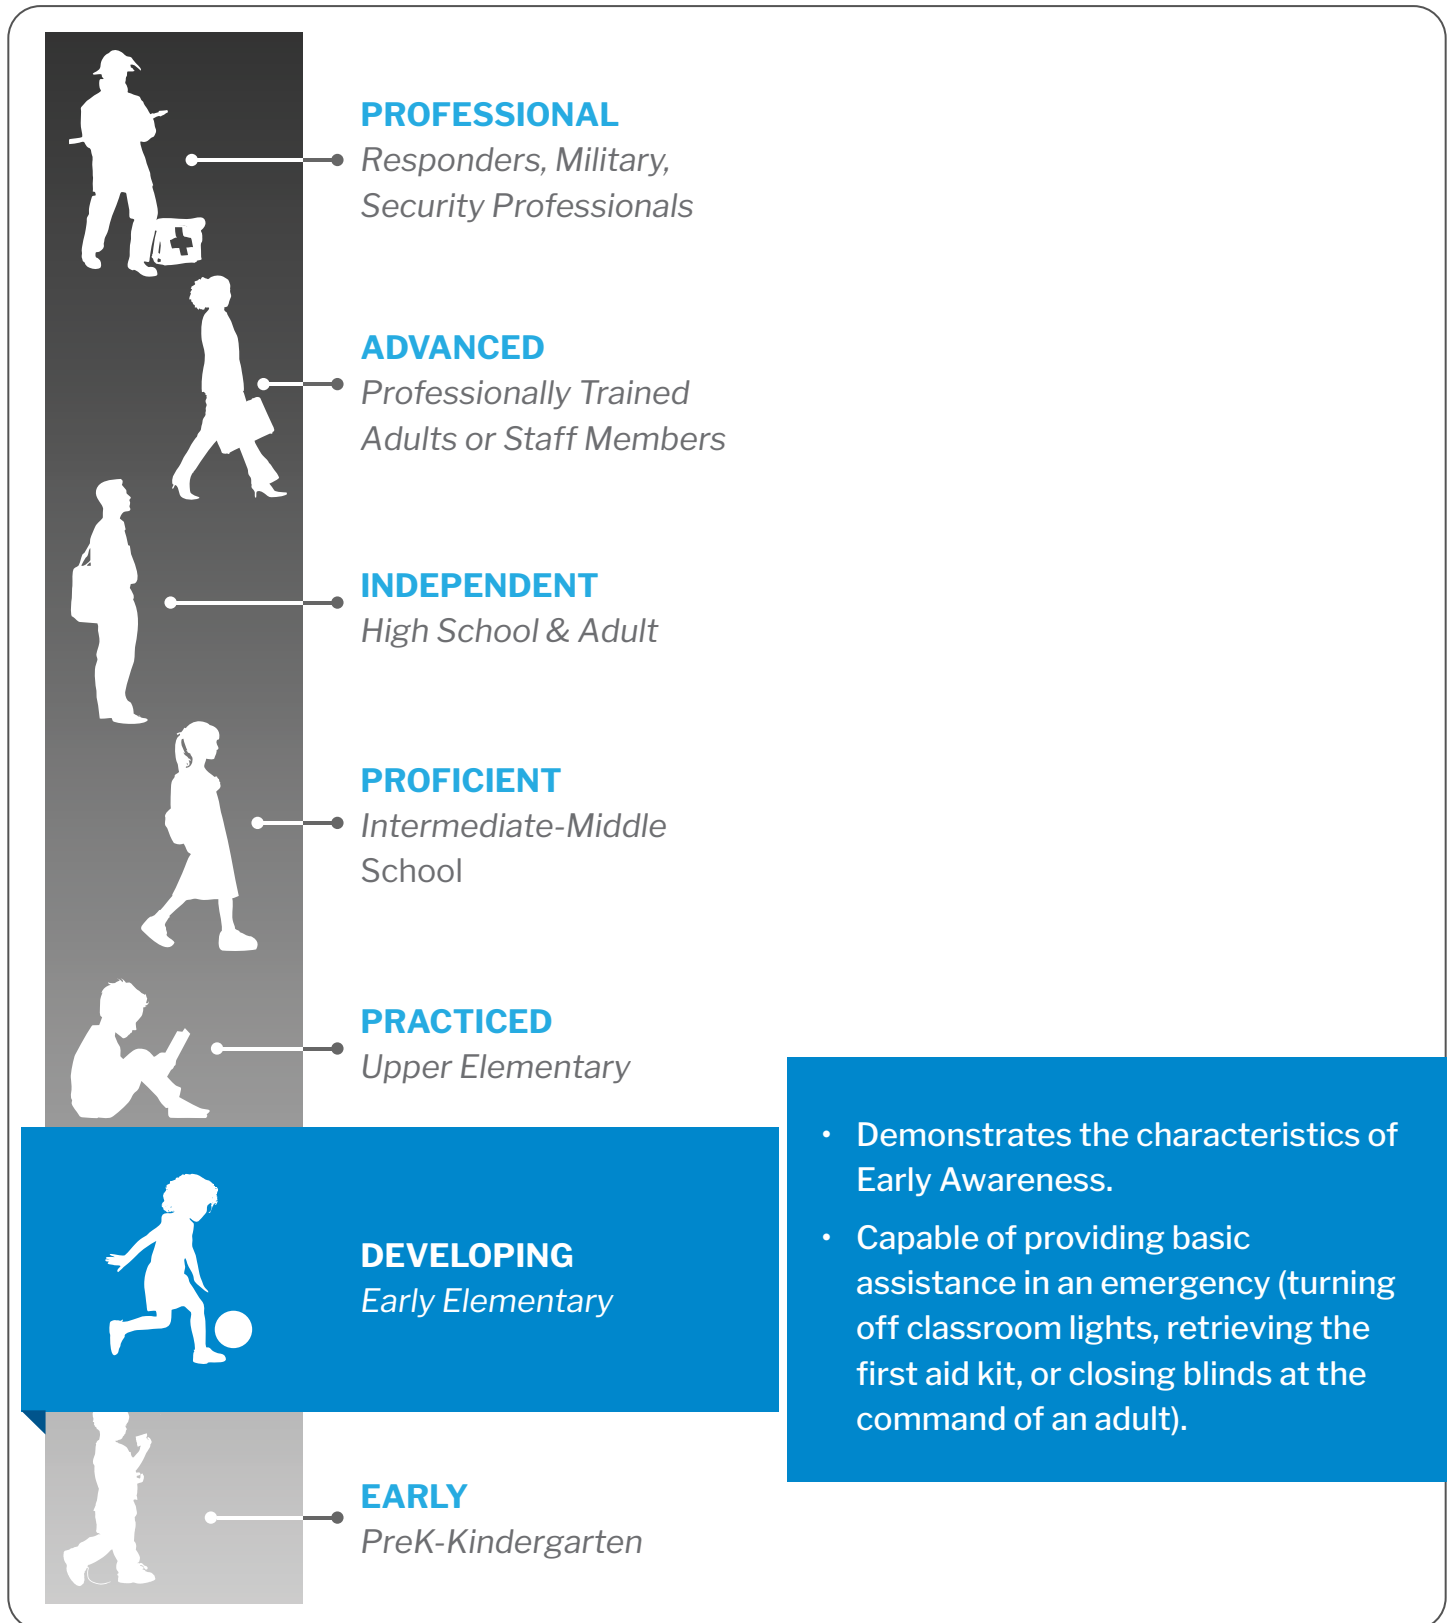 PROFESSIONAL
Responders, Military,
Security Professionals
ADVANCED
Professionally Trained
Adults or Staff Members
INDEPENDENT
High School & Adult
PROFICIENT
Intermediate-Middle
School
PRACTICED
Upper Elementary
DEVELOPING
Early Elementary
• Demonstrates the characteristics of
Early Awareness.
• Capable of providing basic
assistance in an emergency (turning
off classroom lights, retrieving the
first aid kit, or closing blinds at the
command of an adult).
EARLY
PreK-Kindergarten